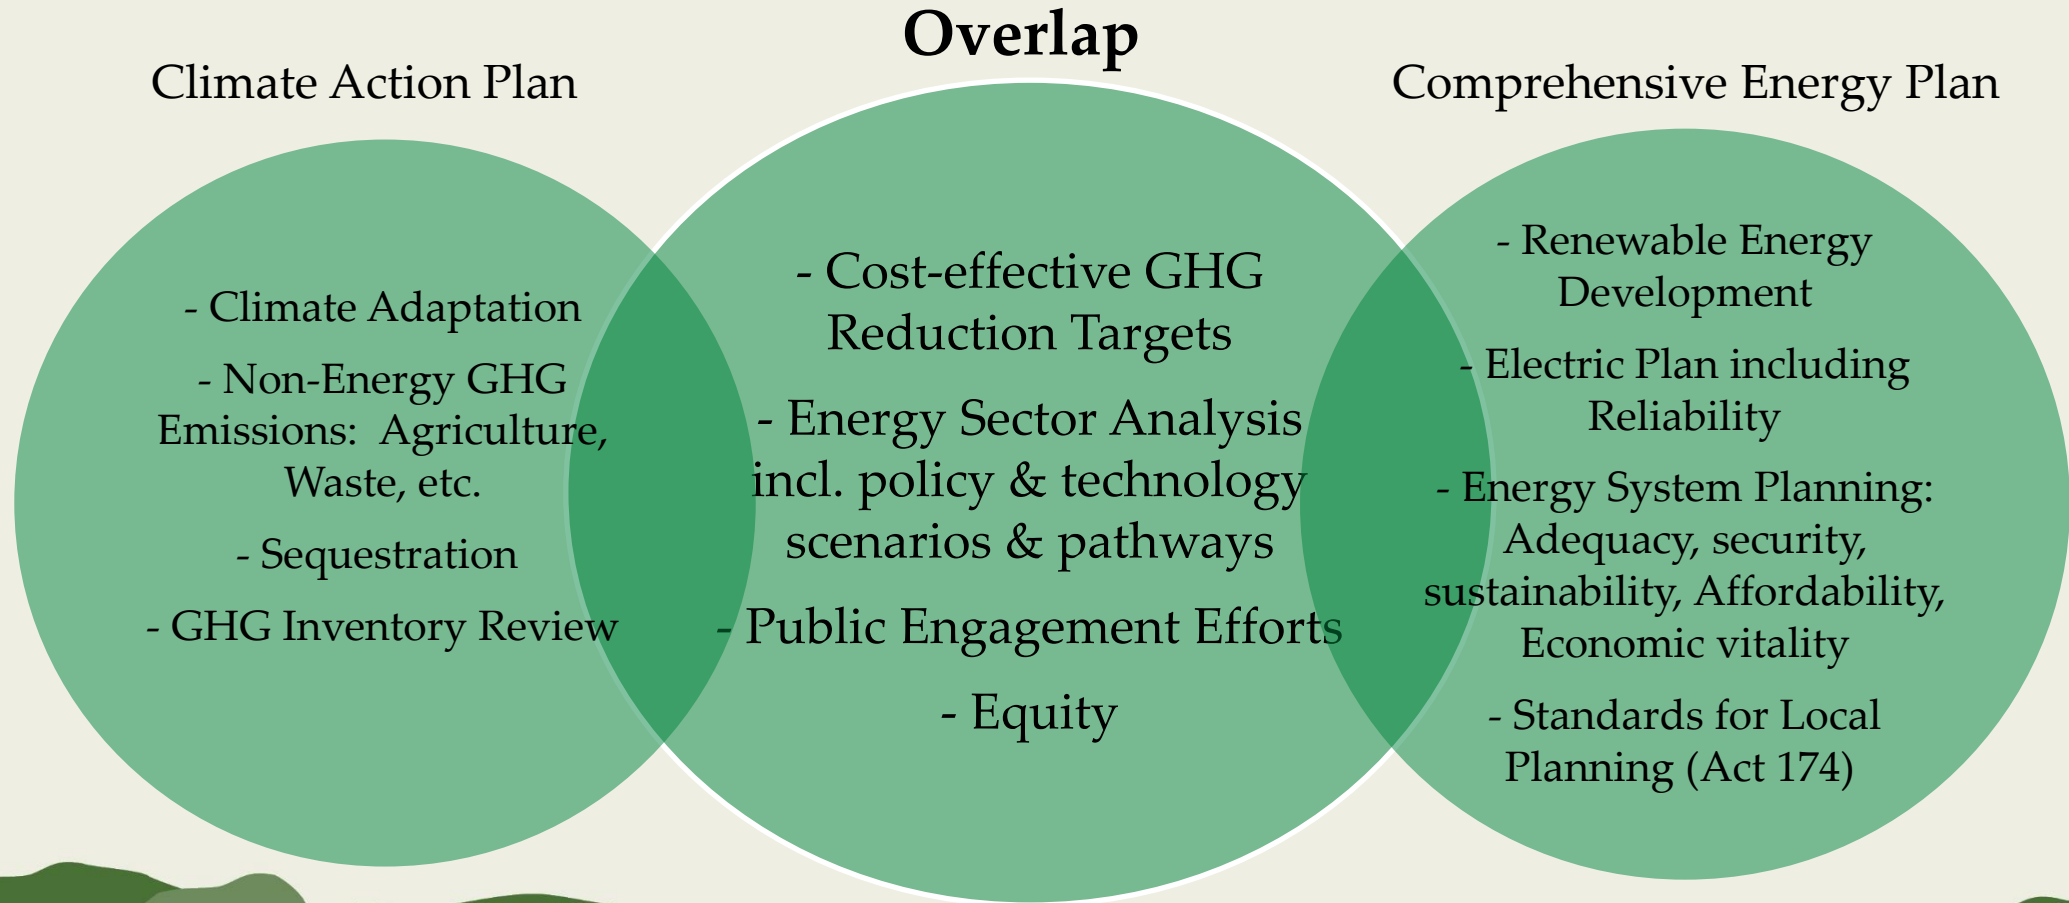 Overlap
Climate Action Plan
- Climate Adaptation
- Non-Energy GHG
Emissions:  Agriculture,
Waste, etc.
- Sequestration
- GHG Inventory Review
- Cost-effective GHG
Reduction Targets
- Energy Sector Analysis
incl. policy & technology
scenarios & pathways
- Public Engagement Efforts
- Equity
Comprehensive Energy Plan
- Renewable Energy
Development
- Electric Plan including
Reliability
- Energy System Planning:
Adequacy, security,
sustainability, Affordability,
Economic vitality
- Standards for Local
Planning (Act 174)